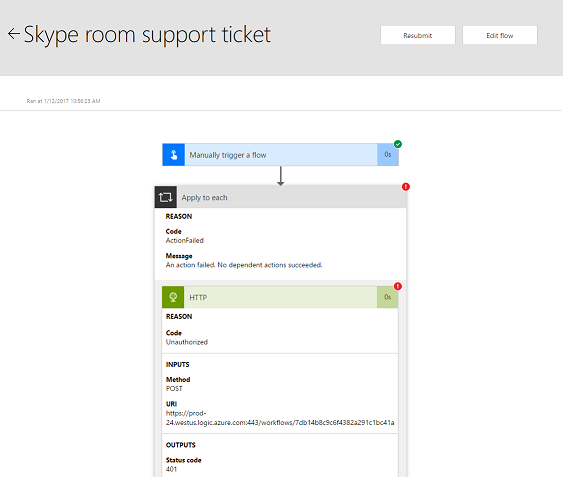 Skype room support ticket
Resubmit
Edit flow
Ran at 1/12/2017 10:56:23 AM
Manually trigger a flow
0s
Apply to each
REASON
Code
ActionFailed
Message
An action failed. No dependent actions succeeded.
HTTP
0s
REASON
Code
Unauthorized
INPUTS
Method
POST
URI
https://prod-
24.westus.logic.azure.com:443/workflows/7db14b8c9c6f4382a291c1bc41a
OUTPUTS
Status code
401